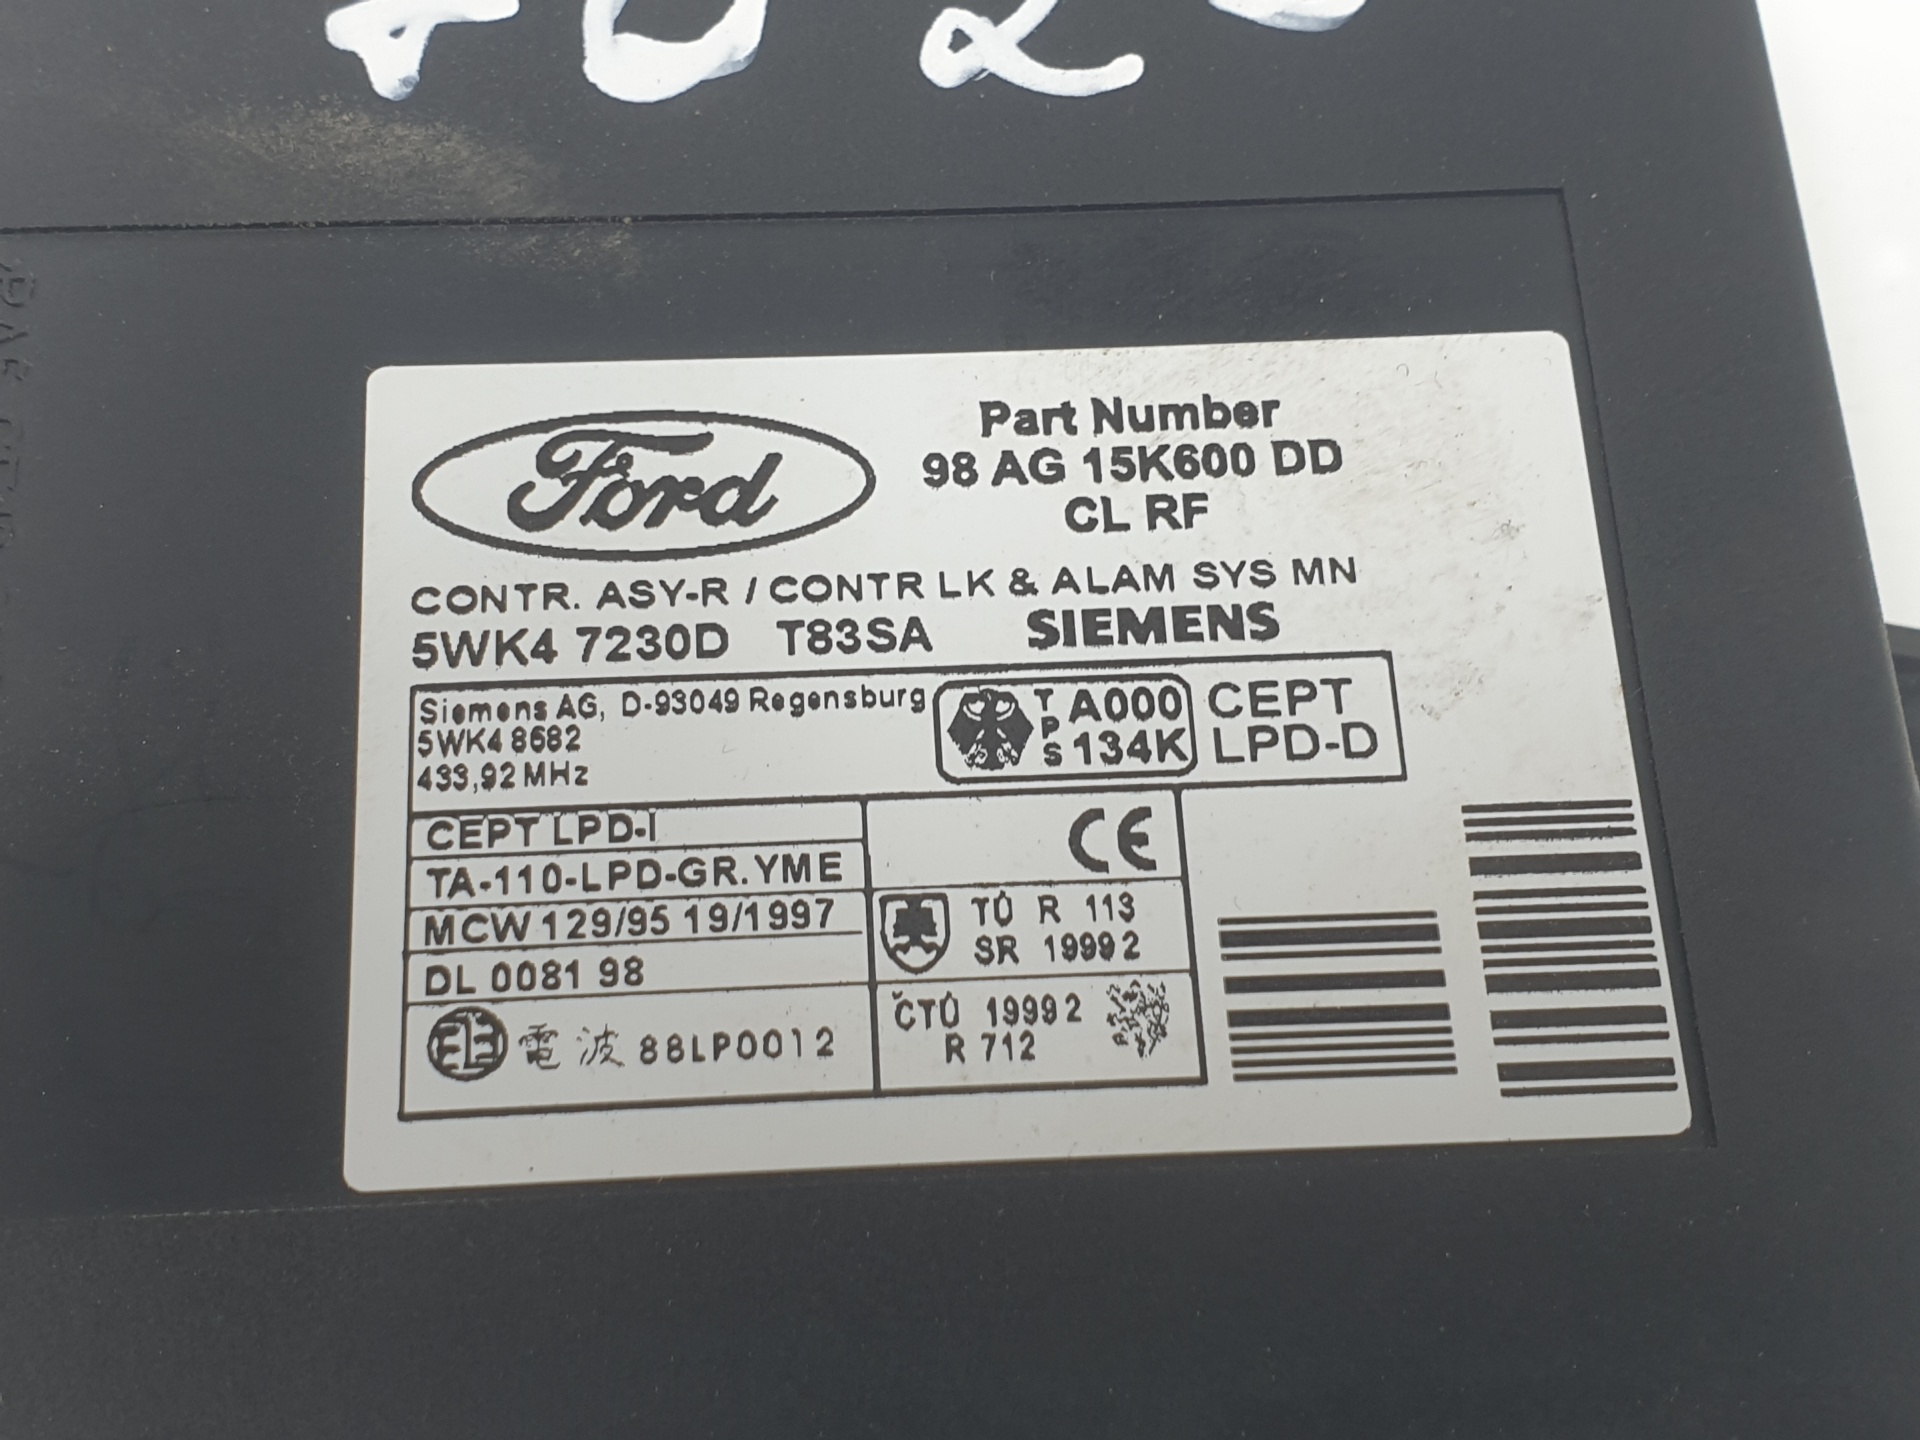 Ford
Part Number
98 AG 15K600 DD
CL RF
CONTR. ASY-R / CONTR LK & ALAM SYS MN
5WK4 7230D T83SA SIEMENS
Siemens AG, D-93049 Regensburg
5WK4 8682
433,92 MHz
TPS A000
134K
CEPT
LPD-D
CEPT LPD-I
TA-110-LPD-GR.YME
MCW 129/95 19/1997
DL 0081 98
電波 88LP0012
CE
TÚ R 113
SR 1999 2
ČTÚ 1999 2
R 712